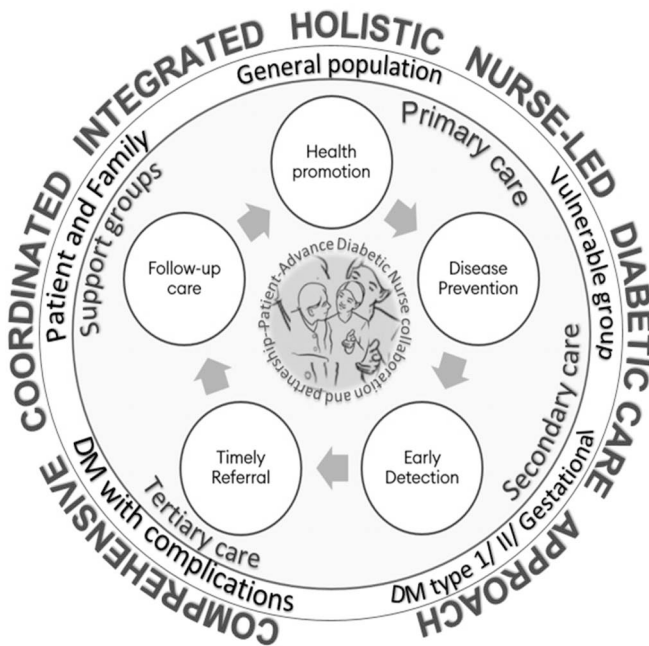 COMPREHENSIVE COORDINATED INTEGRATED HOLISTIC NURSE-LED DIABETIC CARE APPROACH
General population
Vulnerable group
DM type 1/ II/ Gestational
DM with complications
Patient and Family
Primary care
Secondary care
Tertiary care
Support groups
Health
promotion
Disease
Prevention
Early
Detection
Timely
Referral
Follow-up
care
Patient-Advance Diabetic Nurse collaboration and partnership